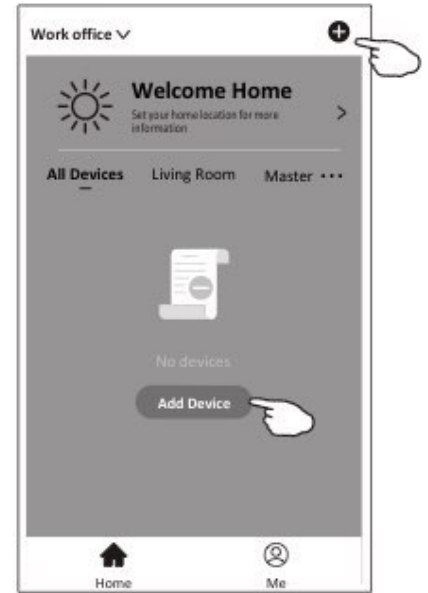 Work office
Welcome Home
Set your home location for more
information
All Devices Living Room Master ...
No devices
Add Device
Home Me